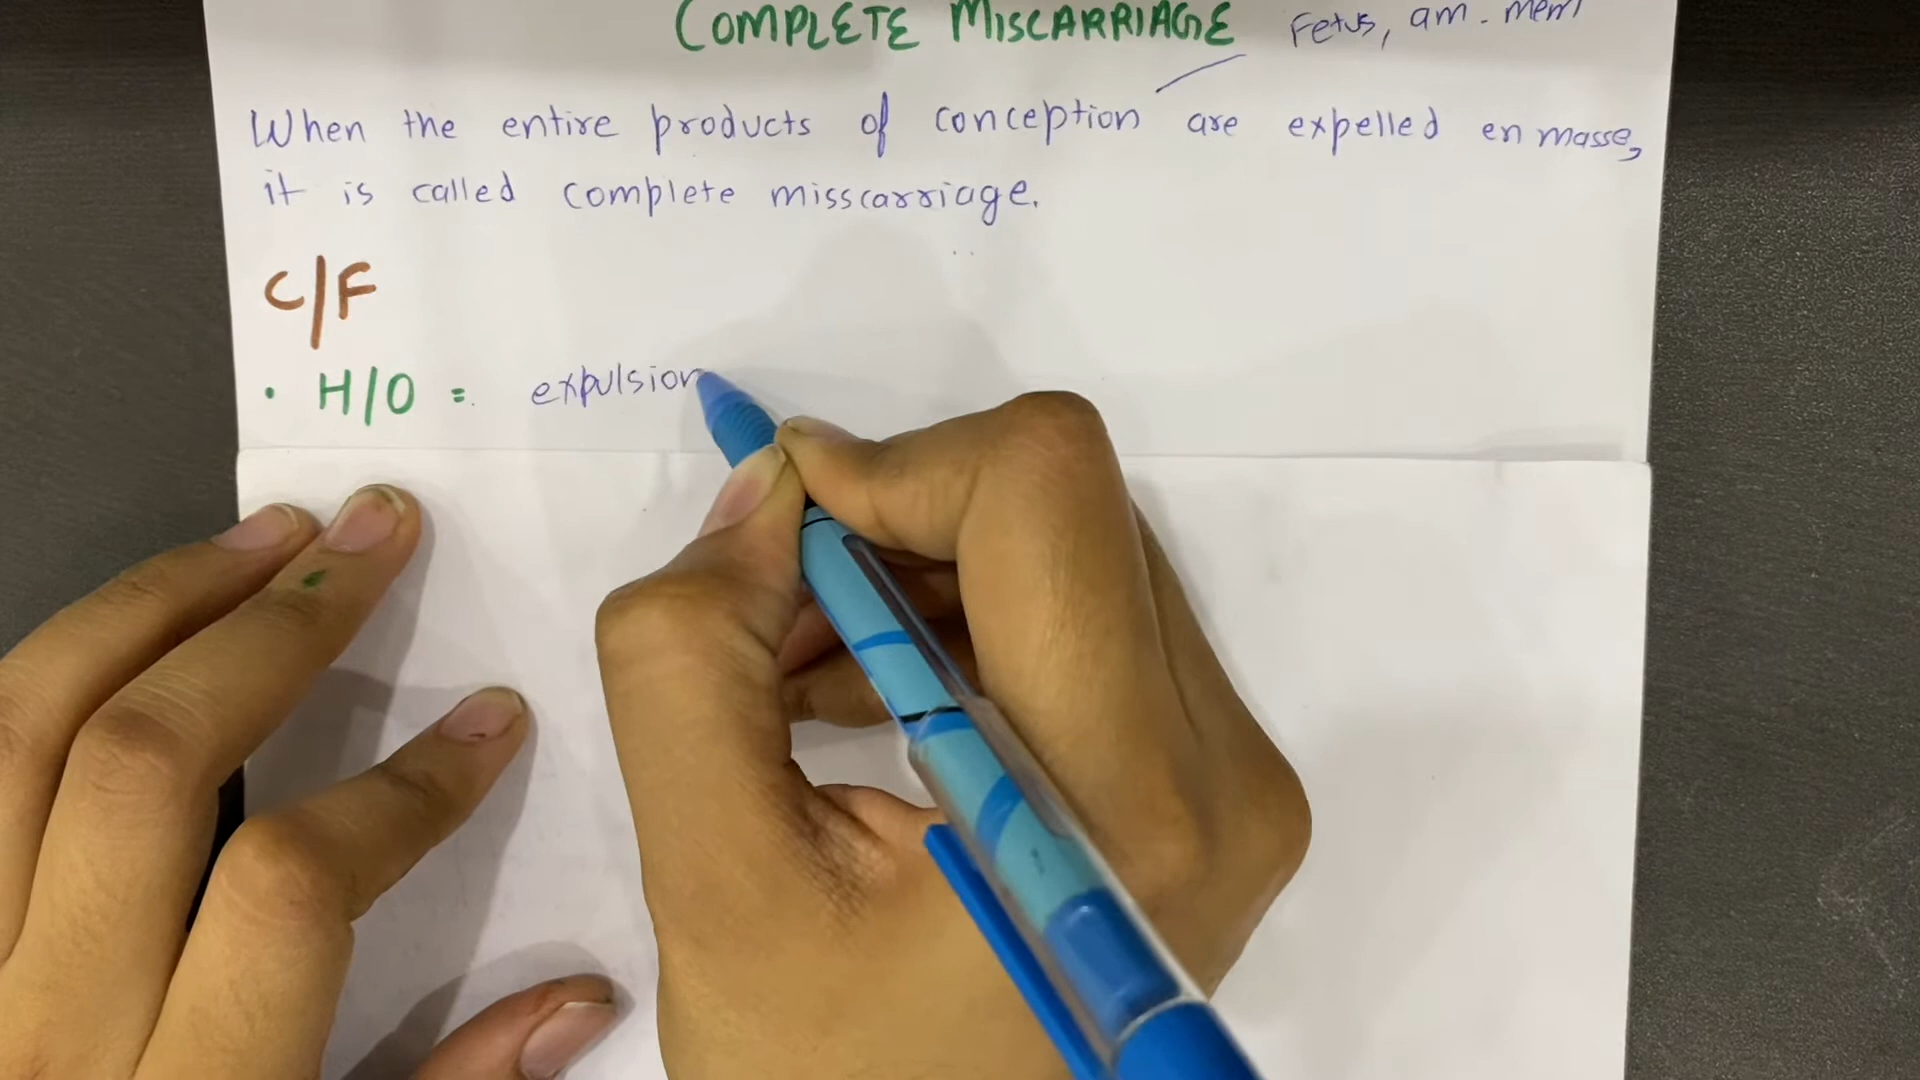 COMPLETE MISCARRIAGE Fetus, am. mem
When the entire products of conception are expelled en masse,
it is called complete misscarriage.
C/F
• H/O = expulsion